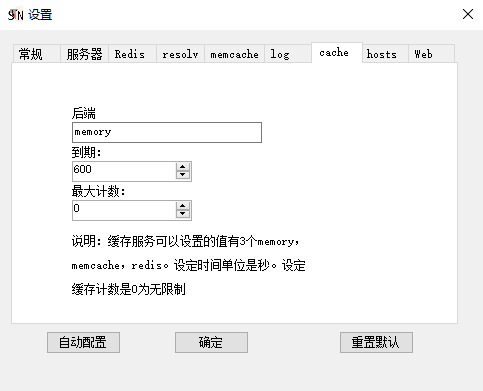 设置
常规 服务器 Redis resolv memcache log cache hosts Web
后端
memory
到期:
600
最大计数:
0
说明: 缓存服务可以设置的值有3个memory,
memcache, redis。设定时间单位是秒。设定
缓存计数是0为无限制
自动配置 确定 重置默认